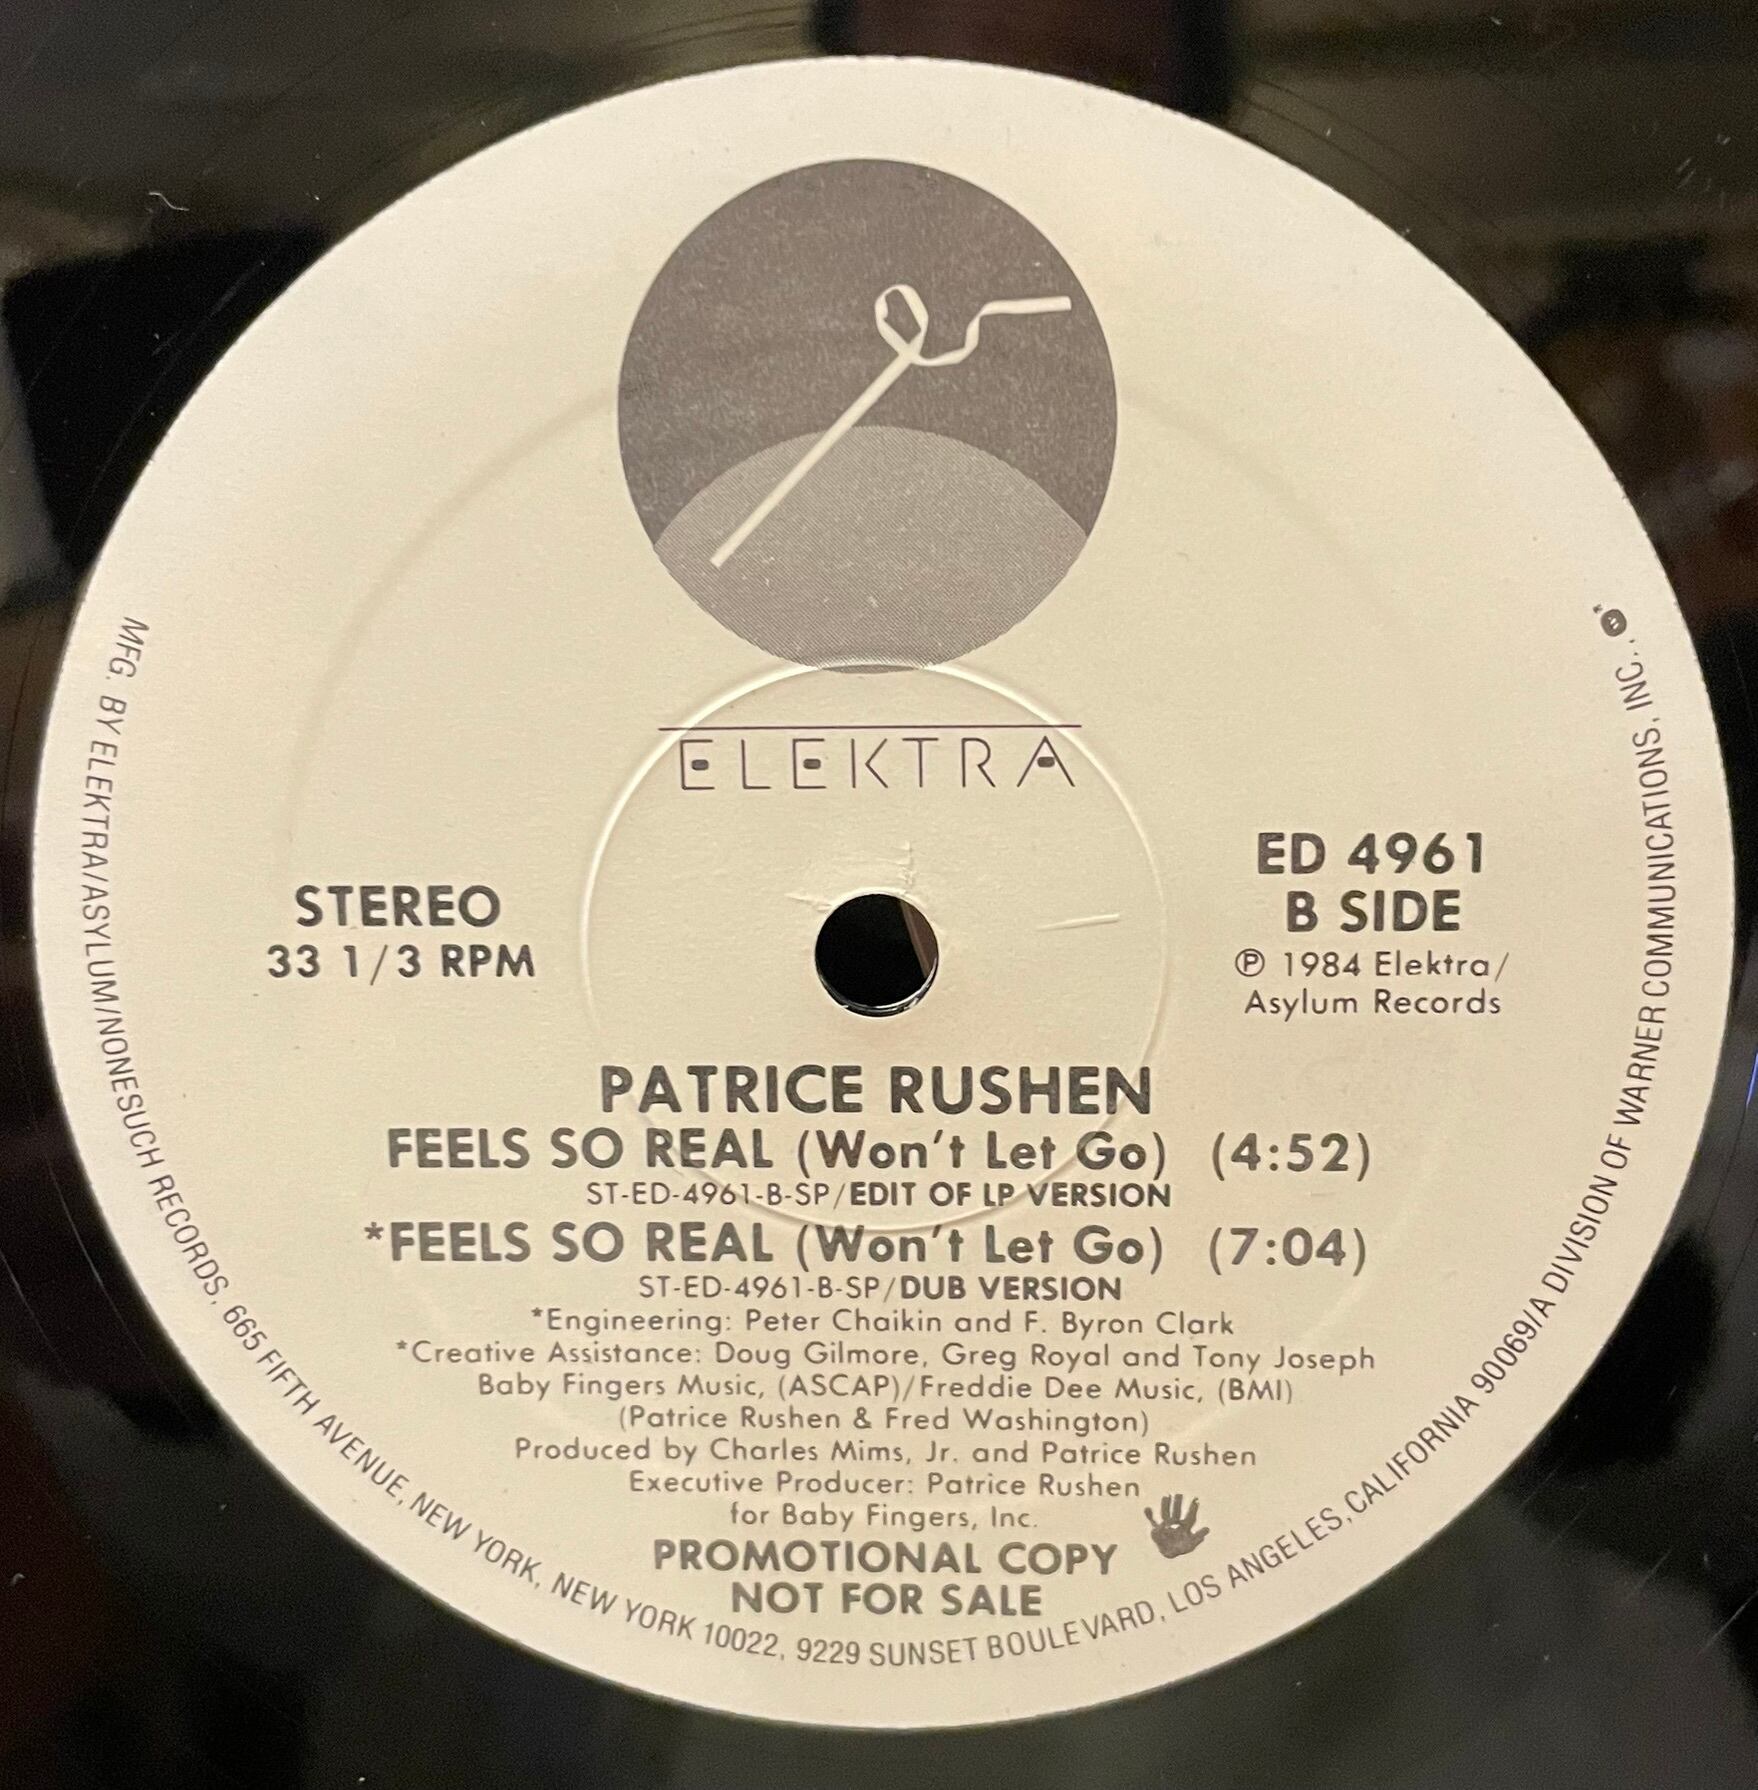 ELEKTRA
STEREO
33 1/3 RPM
ED 4961
B SIDE
℗ 1984 Elektra/
Asylum Records
PATRICE RUSHEN
FEELS SO REAL (Won't Let Go) (4:52)
ST-ED-4961-B-SP/EDIT OF LP VERSION
*FEELS SO REAL (Won't Let Go) (7:04)
ST-ED-4961-B-SP/DUB VERSION
*Engineering: Peter Chaikin and F. Byron Clark
*Creative Assistance: Doug Gilmore, Greg Royal and Tony Joseph
Baby Fingers Music, (ASCAP)/Freddie Dee Music, (BMI)
(Patrice Rushen & Fred Washington)
Produced by Charles Mims, Jr. and Patrice Rushen
Executive Producer: Patrice Rushen
for Baby Fingers, Inc.
PROMOTIONAL COPY
NOT FOR SALE
MFG. BY ELEKTRA/ASYLUM/NONESUCH RECORDS, 665 FIFTH AVENUE, NEW YORK, NEW YORK 10022, 9229 SUNSET BOULEVARD, LOS ANGELES, CALIFORNIA 90069/A DIVISION OF WARNER COMMUNICATIONS, INC..